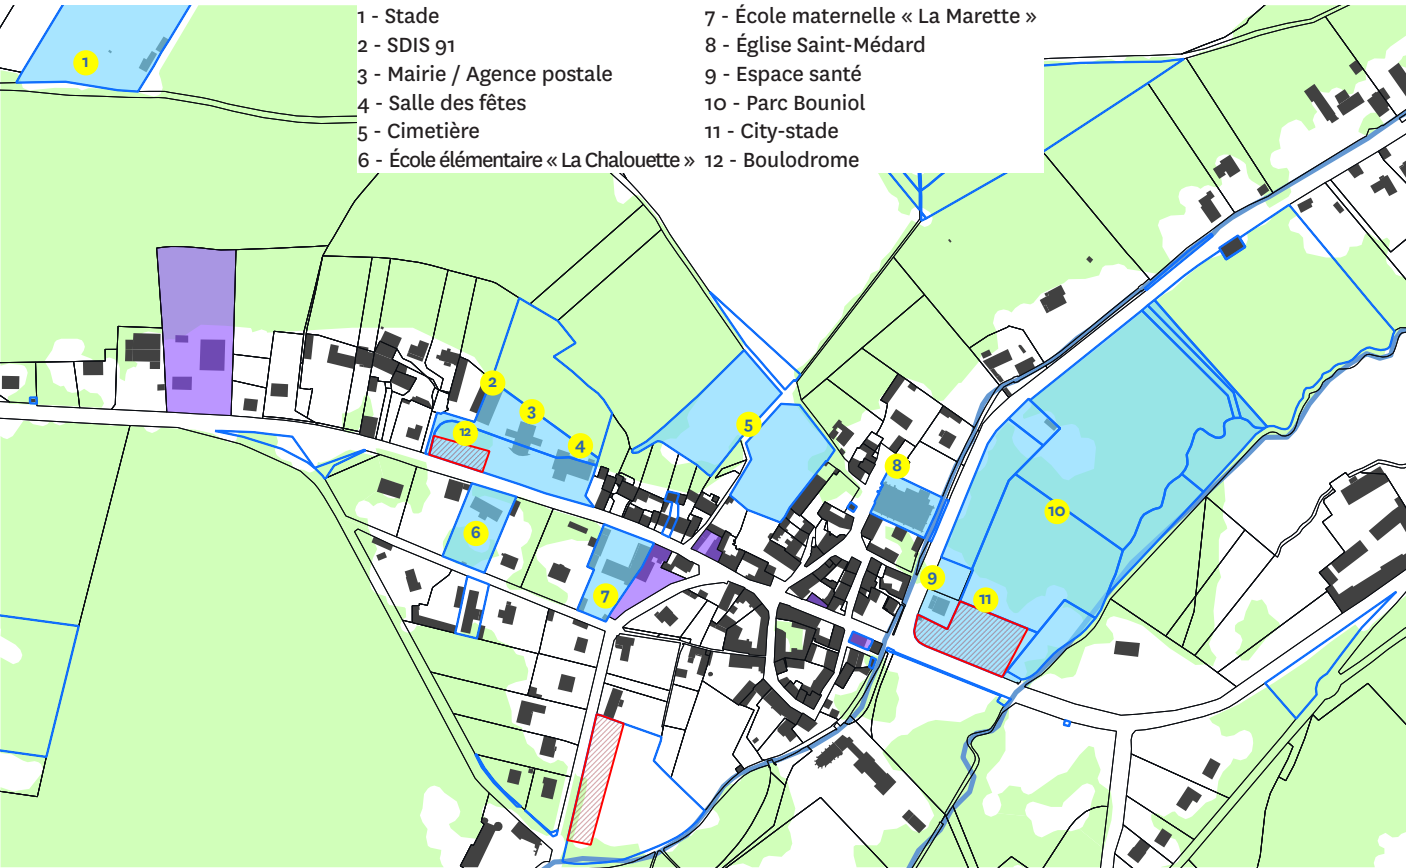 1 - Stade
2 - SDIS 91
3 - Mairie / Agence postale
4 - Salle des fêtes
5 - Cimetière
6 - École élémentaire « La Chalouette »
7 - École maternelle « La Marette »
8 - Église Saint-Médard
9 - Espace santé
10 - Parc Bouniol
11 - City-stade
12 - Boulodrome
1
2
3
12
4
5
8
6
10
7
9
11